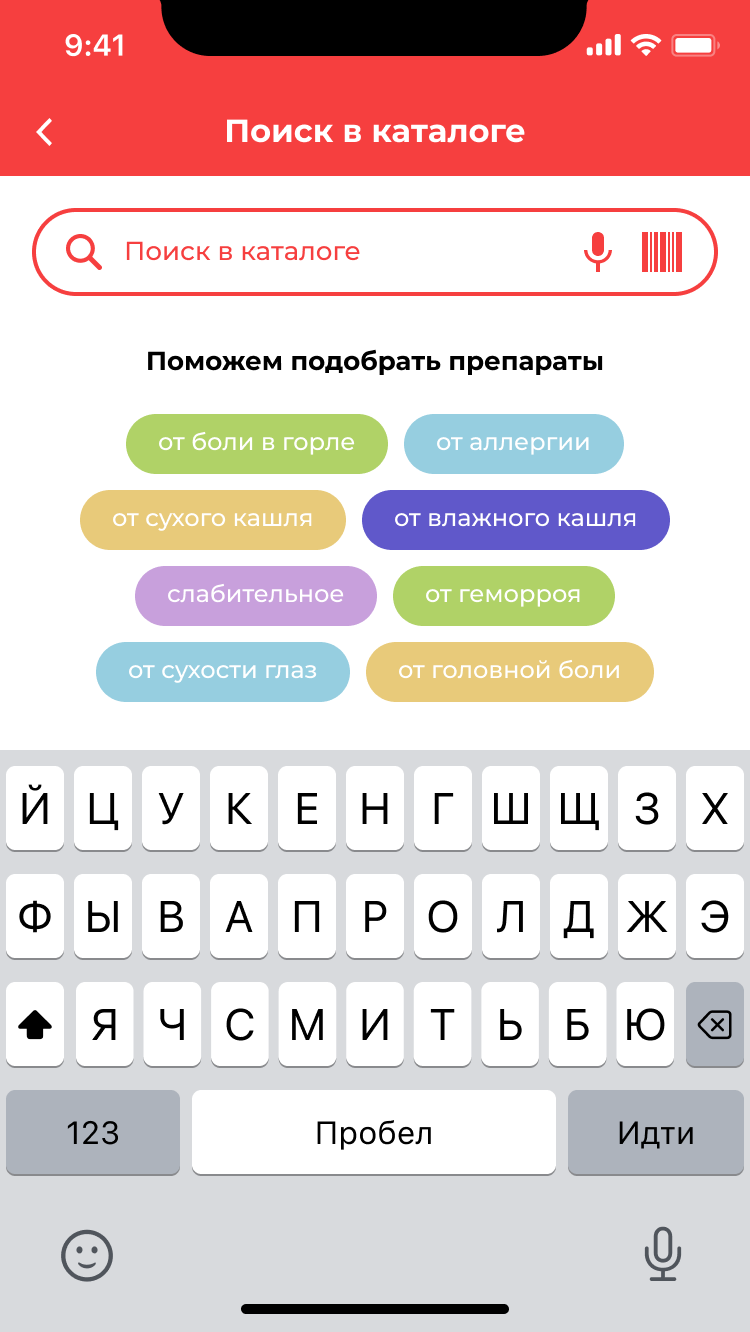 9:41
Поиск в каталоге
Поиск в каталоге
Поможем подобрать препараты
от боли в горле от аллергии
от сухого кашля от влажного кашля
слабительное от геморроя
от сухости глаз от головной боли
Й Ц У К Е Н Г Ш Щ З Х
Ф Ы В А П Р О Л Д Ж Э
Я Ч С М И Т Ь Б Ю
123 Пробел Идти